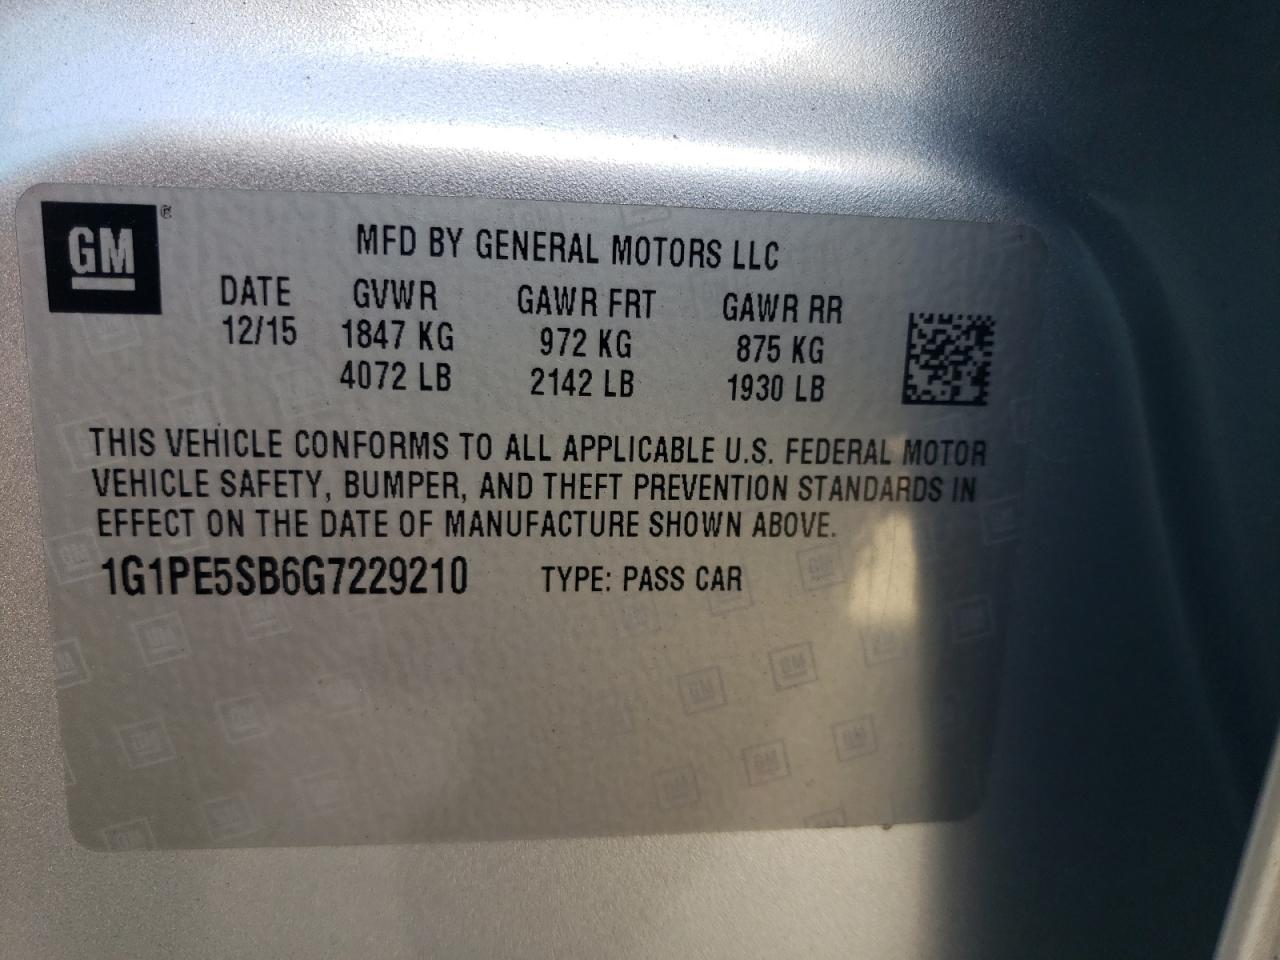 GM®
MFD BY GENERAL MOTORS LLC
DATE GVWR GAWR FRT GAWR RR
12/15 1847 KG 972 KG 875 KG
4072 LB 2142 LB 1930 LB
THIS VEHICLE CONFORMS TO ALL APPLICABLE U.S. FEDERAL MOTOR
VEHICLE SAFETY, BUMPER, AND THEFT PREVENTION STANDARDS IN
EFFECT ON THE DATE OF MANUFACTURE SHOWN ABOVE.
1G1PE5SB6G7229210 TYPE: PASS CAR